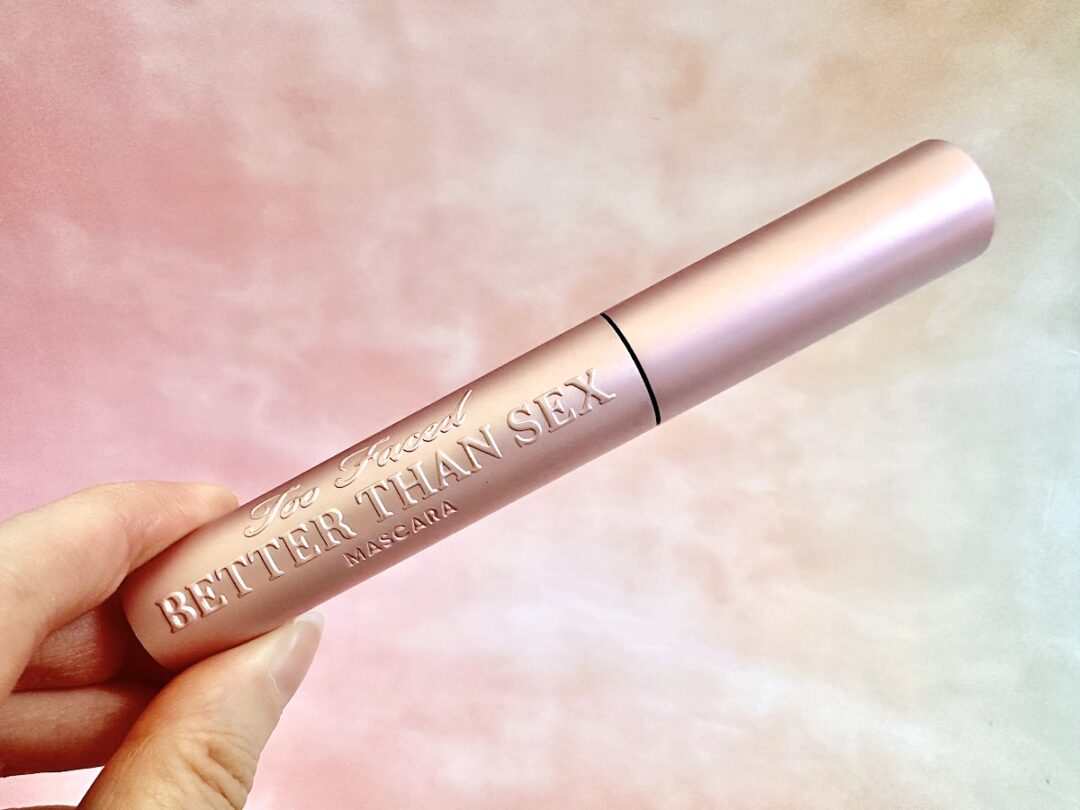 Too Faced
BETTER THAN SEX
MASCARA